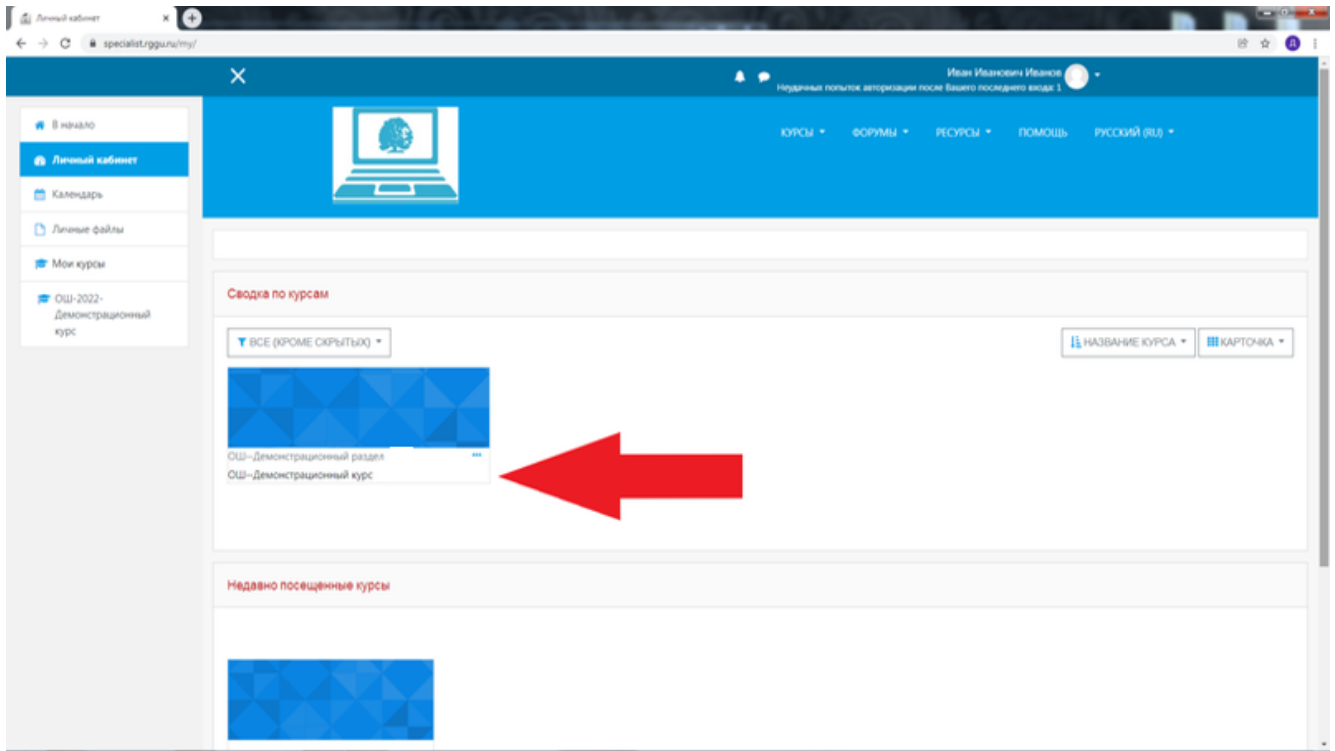 Личный кабинет
specialist.rggu.ru/my/
Д
Иван Иванович Иванов
Неудачных попыток авторизации после Вашего последнего входа: 1
В начало
Личный кабинет
Календарь
Личные файлы
Мои курсы
ОШ-2022-
Демонстрационный
курс
КУРСЫ
ФОРУМЫ
РЕСУРСЫ
ПОМОЩЬ
РУССКИЙ (RU)
Сводка по курсам
ВСЕ (КРОМЕ СКРЫТЫХ)
НАЗВАНИЕ КУРСА
КАРТОЧКА
ОШ--Демонстрационный раздел
ОШ--Демонстрационный курс
Недавно посещенные курсы